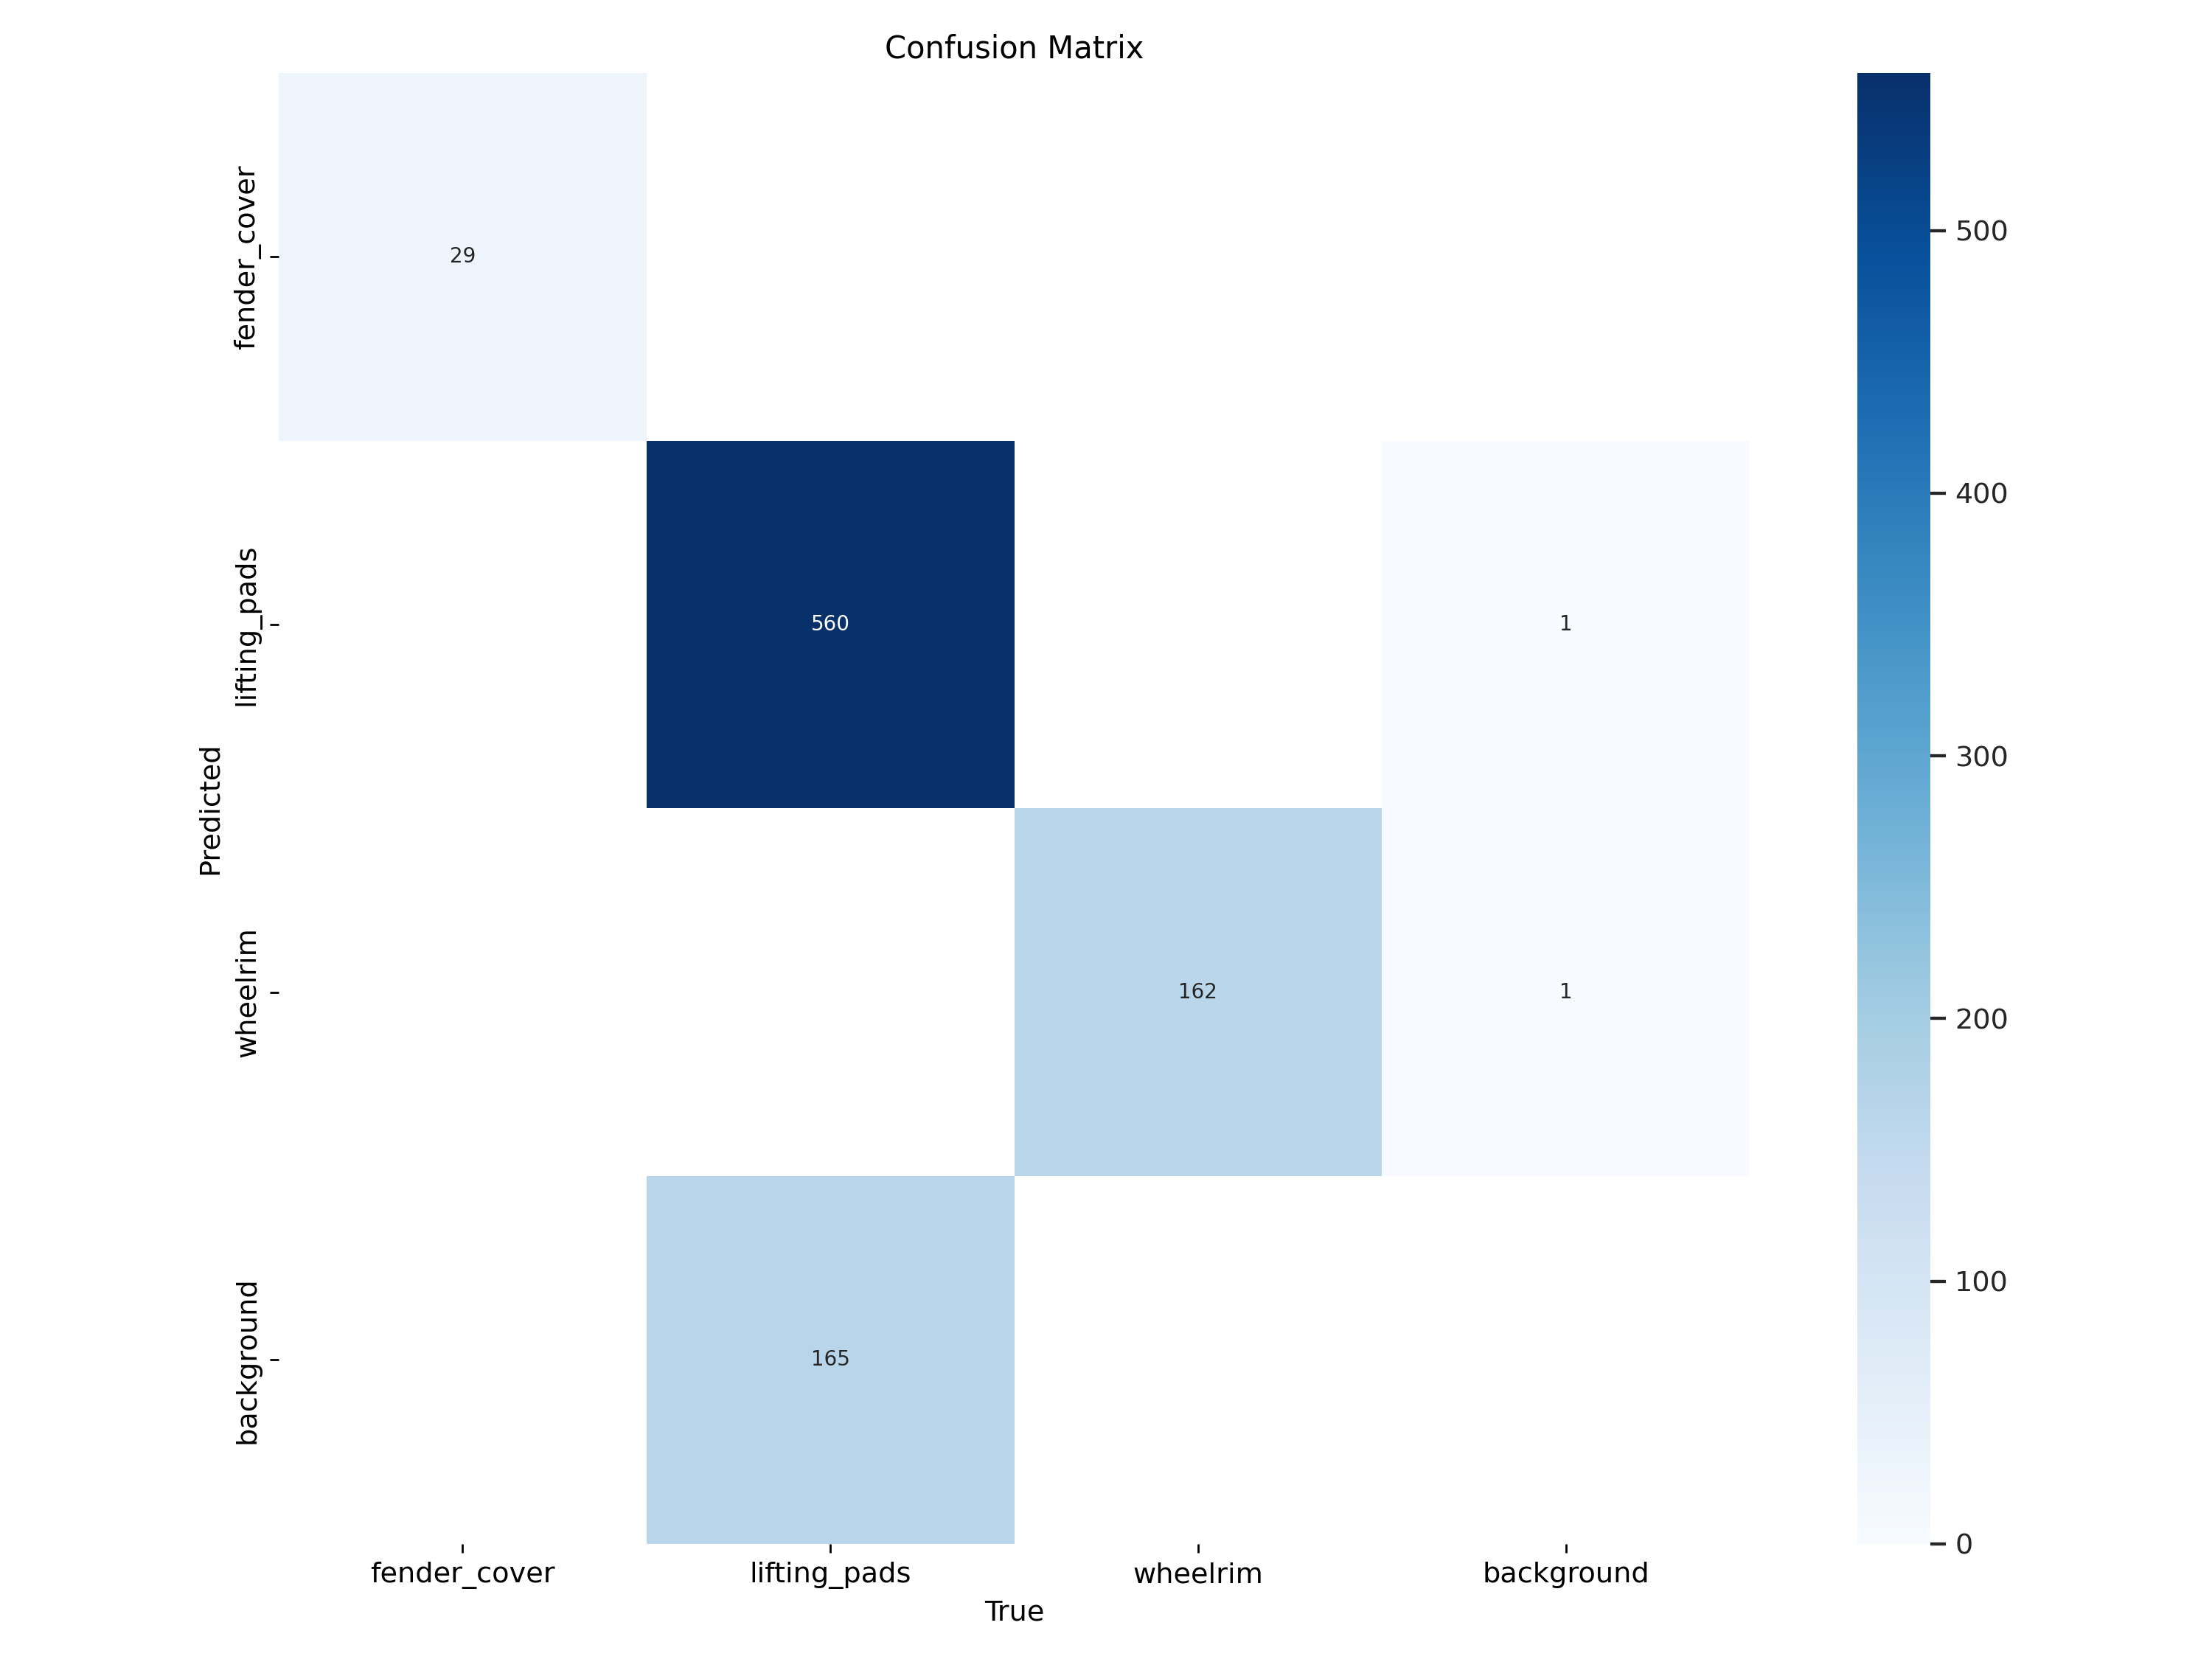 Confusion Matrix
fender_cover
29
500
lifting_pads
560
1
400
Predicted
300
wheelrim
162
1
200
background
165
100
0
fender_cover
lifting_pads
wheelrim
background
True